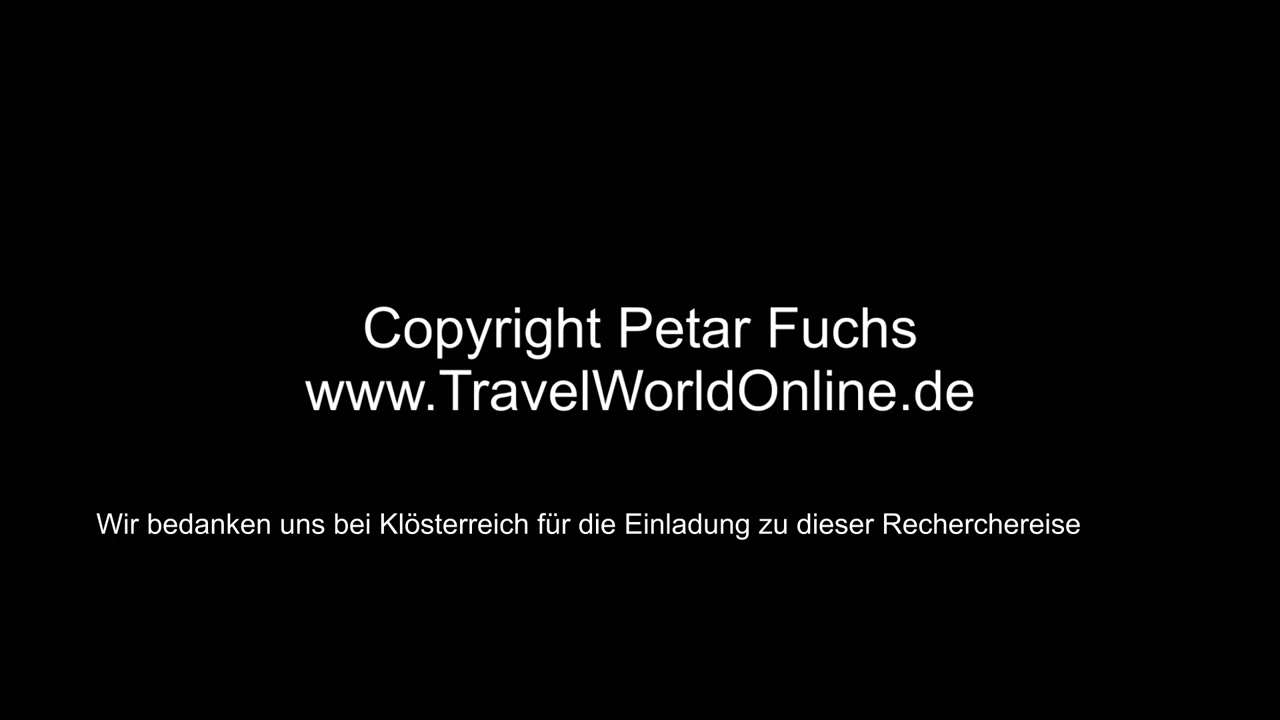 Copyright Petar Fuchs
www.TravelWorldOnline.de
Wir bedanken uns bei Klösterreich für die Einladung zu dieser Recherchereise